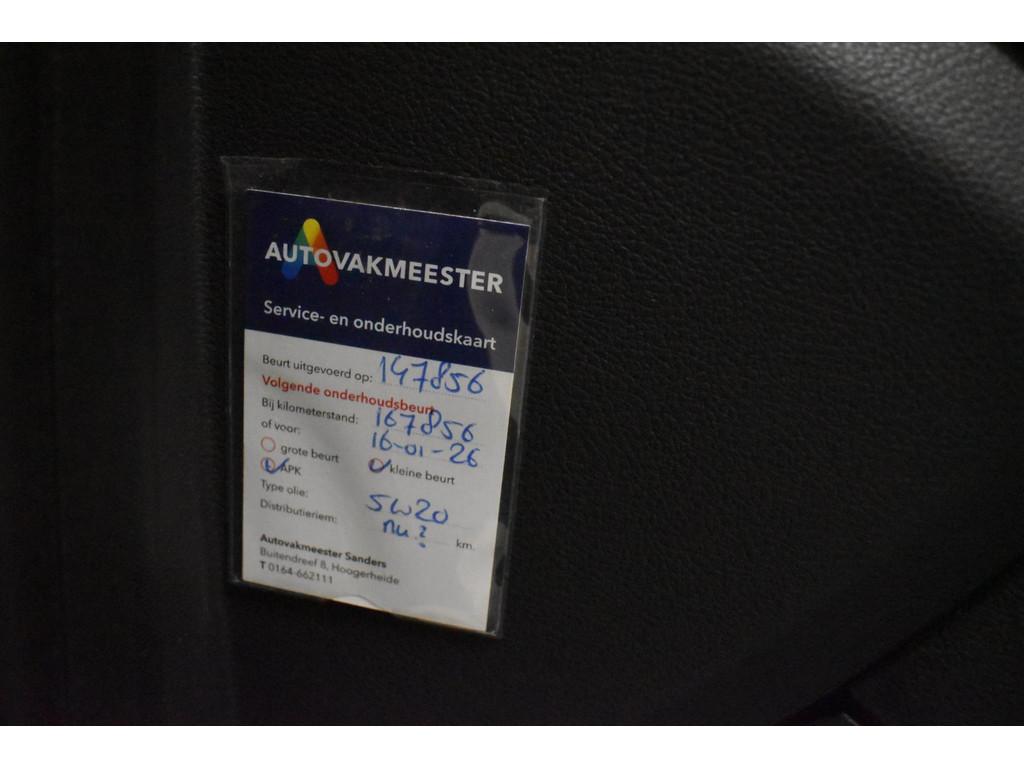 AUTOVAKMEESTER
Service- en onderhoudskaart
Beurt uitgevoerd op: 147856
Volgende onderhoudsbeurt
Bij kilometerstand: 167856
of voor: 16-01-26
grote beurt
APK kleine beurt
Type olie: 5W20
Distributieriem: nu? km.
Autovakmeester Sanders
Buitendreef 8, Hoogerheide
T 0164-662111